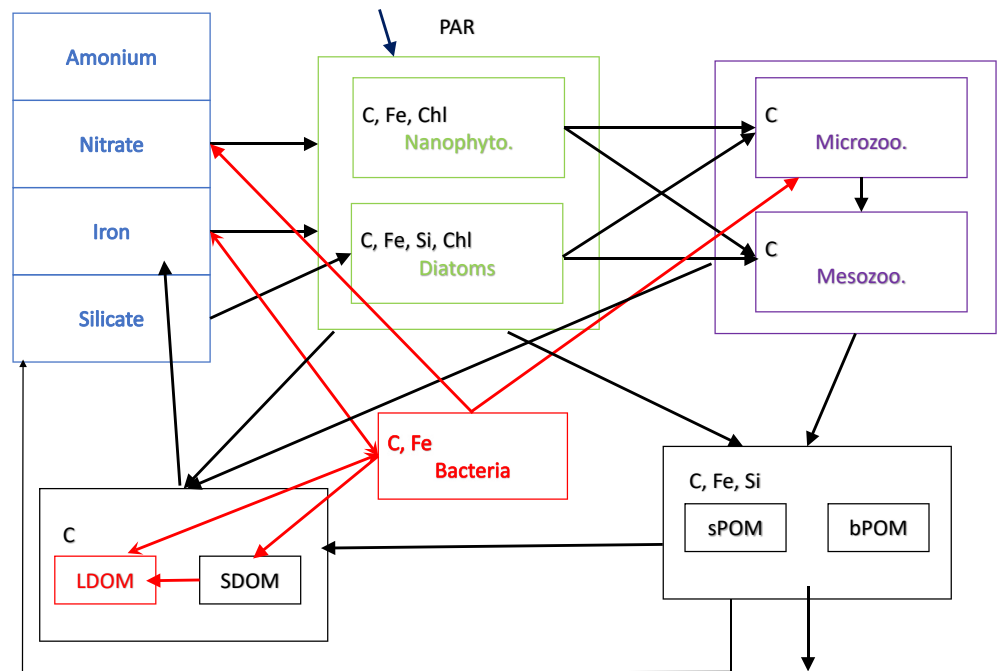 PAR
Amonium
Nitrate
Iron
Silicate
C, Fe, Chl
Nanophyto.
C, Fe, Si, Chl
Diatoms
C
Microzoo.
C
Mesozoo.
C, Fe
Bacteria
C
LDOM
SDOM
C, Fe, Si
sPOM
bPOM